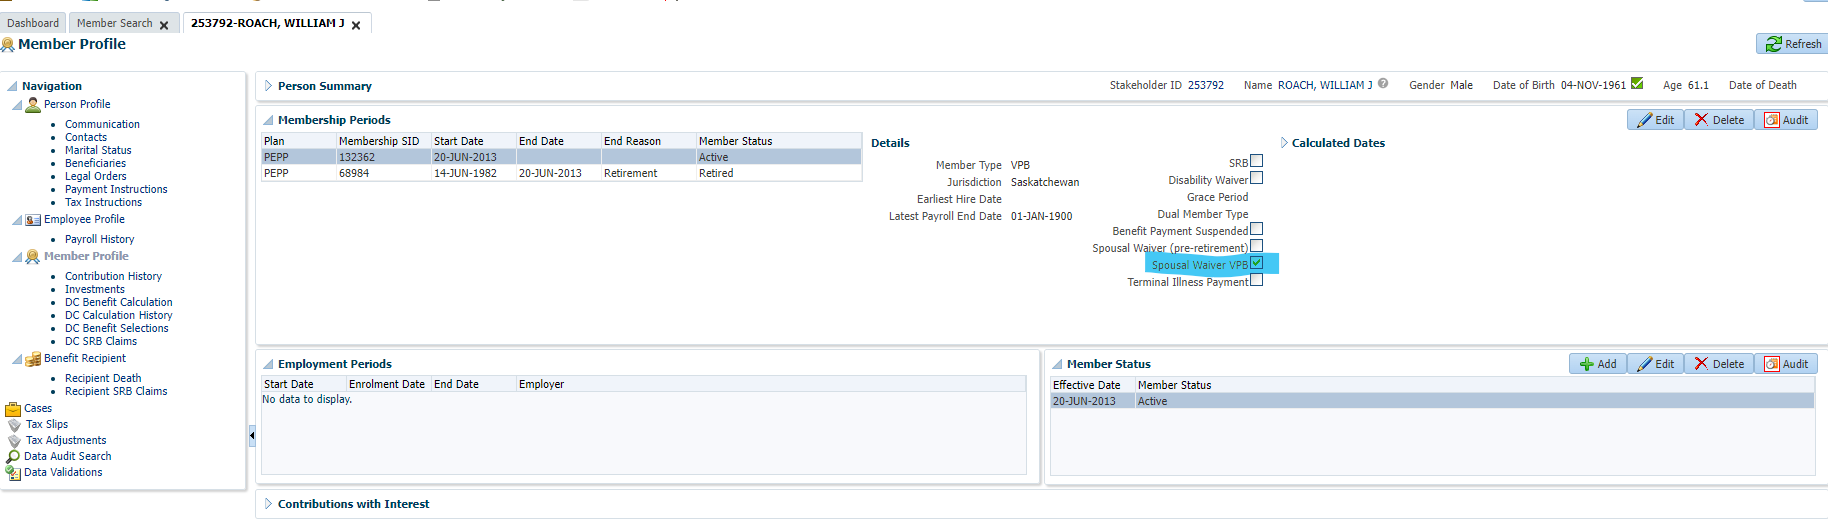 Dashboard Member Search 253792-ROACH, WILLIAM J
Member Profile
Refresh
Navigation
Person Profile
Communication
Contacts
Marital Status
Beneficiaries
Legal Orders
Payment Instructions
Tax Instructions
Employee Profile
Payroll History
Member Profile
Contribution History
Investments
DC Benefit Calculation
DC Calculation History
DC Benefit Selections
DC SRB Claims
Benefit Recipient
Recipient Death
Recipient SRB Claims
Cases
Tax Slips
Tax Adjustments
Data Audit Search
Data Validations
Person Summary Stakeholder ID 253792 Name ROACH, WILLIAM J Gender Male Date of Birth 04-NOV-1961 Age 61.1 Date of Death
Membership Periods Edit Delete Audit
Plan Membership SID Start Date End Date End Reason Member Status
PEPP 132362 20-JUN-2013 Active
PEPP 68984 14-JUN-1982 20-JUN-2013 Retirement Retired
Details
Member Type VPB
Jurisdiction Saskatchewan
Earliest Hire Date
Latest Payroll End Date 01-JAN-1900
SRB
Disability Waiver
Grace Period
Dual Member Type
Benefit Payment Suspended
Spousal Waiver (pre-retirement)
Spousal Waiver VPB
Terminal Illness Payment
Calculated Dates
Employment Periods
Start Date Enrolment Date End Date Employer
No data to display.
Member Status Add Edit Delete Audit
Effective Date Member Status
20-JUN-2013 Active
Contributions with Interest